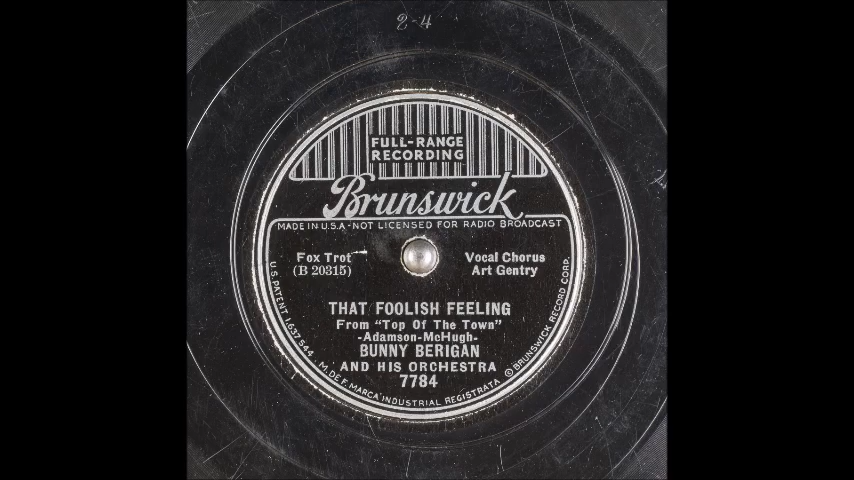 2-4
FULL-RANGE
RECORDING
Brunswick
MADE IN U.S.A - NOT LICENSED FOR RADIO BROADCAST
Fox Trot
(B 20315)
Vocal Chorus
Art Gentry
THAT FOOLISH FEELING
From "Top Of The Town"
-Adamson-McHugh-
BUNNY BERIGAN
AND HIS ORCHESTRA
7784
U.S. PATENT 1,637,544. M. DE F. MARCA INDUSTRIAL REGISTRATA © BRUNSWICK RECORD CORP.